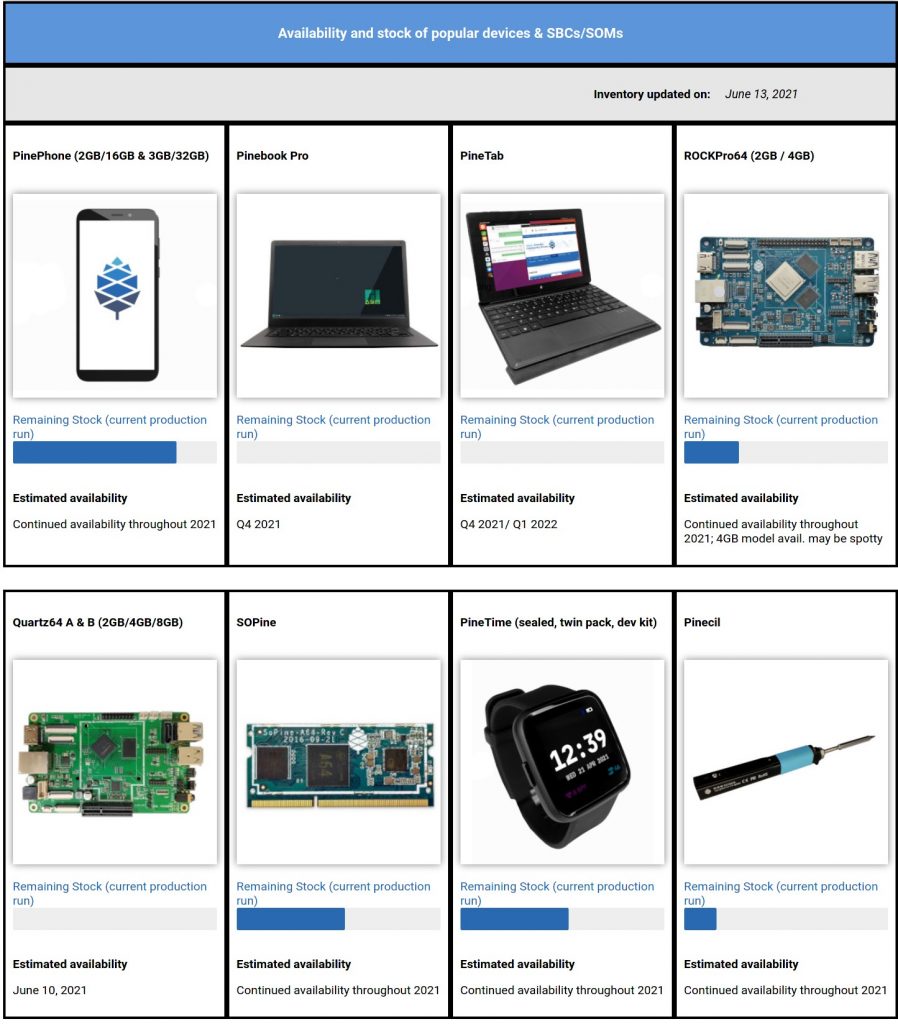 Availability and stock of popular devices & SBCs/SOMs
Inventory updated on: June 13, 2021
PinePhone (2GB/16GB & 3GB/32GB)
Remaining Stock (current production
run)
Estimated availability
Continued availability throughout 2021
Pinebook Pro
Remaining Stock (current production
run)
Estimated availability
Q4 2021
PineTab
Remaining Stock (current production
run)
Estimated availability
Q4 2021/ Q1 2022
ROCKPro64 (2GB / 4GB)
Remaining Stock (current production
run)
Estimated availability
Continued availability throughout
2021; 4GB model avail. may be spotty
Quartz64 A & B (2GB/4GB/8GB)
Remaining Stock (current production
run)
Estimated availability
June 10, 2021
SOPine
SoPine-A64-Rev C
2016-09-21
A64
Remaining Stock (current production
run)
Estimated availability
Continued availability throughout 2021
PineTime (sealed, twin pack, dev kit)
12:39
WED 21 APR 2021
Remaining Stock (current production
run)
Estimated availability
Continued availability throughout 2021
Pinecil
Remaining Stock (current production
run)
Estimated availability
Continued availability throughout 2021